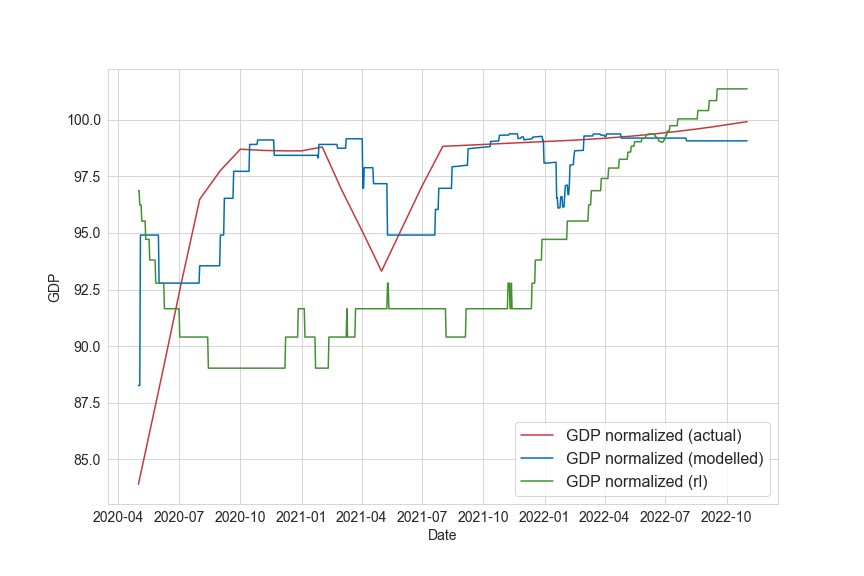 100.0
97.5
95.0
92.5
90.0
87.5
85.0
GDP
GDP normalized (actual)
GDP normalized (modelled)
GDP normalized (rl)
2020-04 2020-07 2020-10 2021-01 2021-04 2021-07 2021-10 2022-01 2022-04 2022-07 2022-10
Date